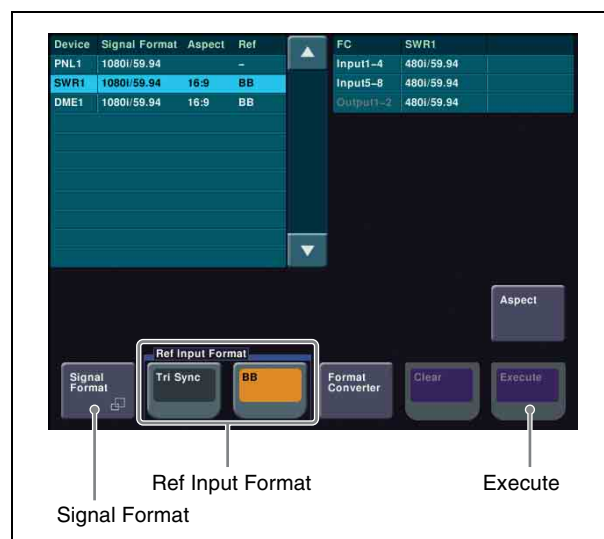 Device Signal Format Aspect Ref
PNL1 1080i/59.94 –
SWR1 1080i/59.94 16:9 BB
DME1 1080i/59.94 16:9 BB
FC SWR1
Input1–4 480i/59.94
Input5–8 480i/59.94
Output1–2 480i/59.94
Aspect
Ref Input Format
Signal
Format
Tri Sync
BB
Format
Converter
Clear
Execute
Ref Input Format
Execute
Signal Format